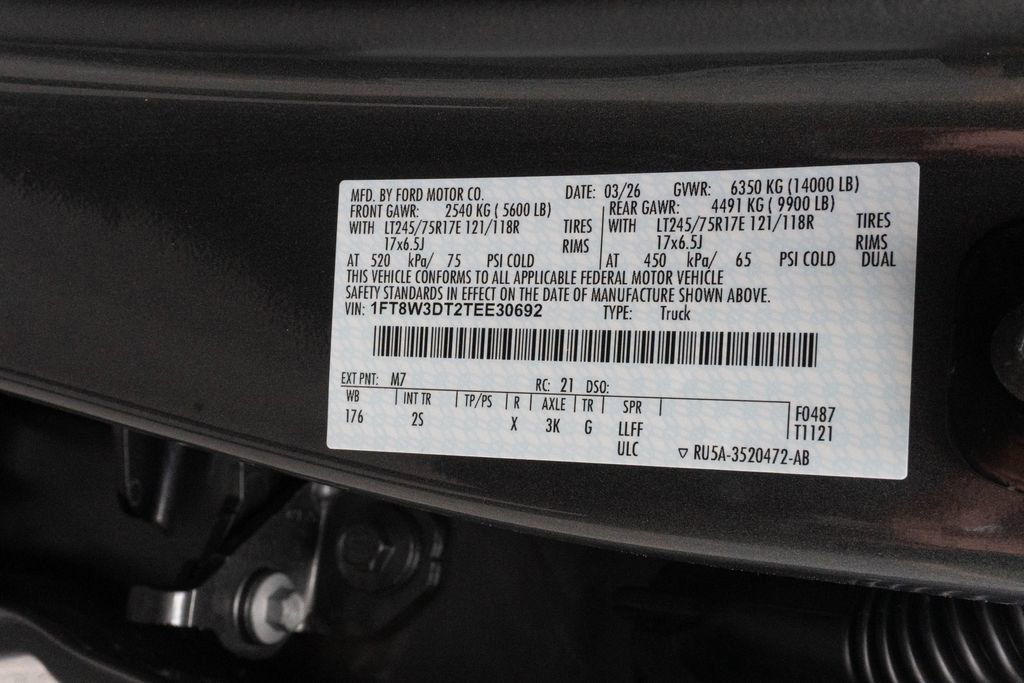 MFD. BY FORD MOTOR CO. DATE: 03/26 GVWR: 6350 KG (14000 LB)
FRONT GAWR: 2540 KG ( 5600 LB) REAR GAWR: 4491 KG ( 9900 LB)
WITH LT245/75R17E 121/118R TIRES WITH LT245/75R17E 121/118R TIRES
17x6.5J RIMS 17x6.5J RIMS
AT 520 kPa/ 75 PSI COLD AT 450 kPa/ 65 PSI COLD DUAL
THIS VEHICLE CONFORMS TO ALL APPLICABLE FEDERAL MOTOR VEHICLE
SAFETY STANDARDS IN EFFECT ON THE DATE OF MANUFACTURE SHOWN ABOVE.
VIN: 1FT8W3DT2TEE30692 TYPE: Truck
EXT PNT: M7 RC: 21 DSO:
WB INT TR TP/PS R AXLE TR SPR F0487
176 2S X 3K G LLFF T1121
ULC ▽ RU5A-3520472-AB